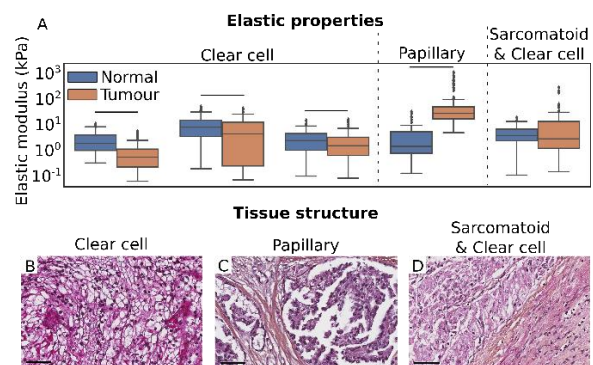 Elastic properties
A
Clear cell
Papillary
Sarcomatoid
& Clear cell
Elastic modulus (kPa)
10³
10²
10¹
10⁰
10⁻¹
Normal
Tumour
Tissue structure
Clear cell
Papillary
Sarcomatoid
& Clear cell
B
C
D